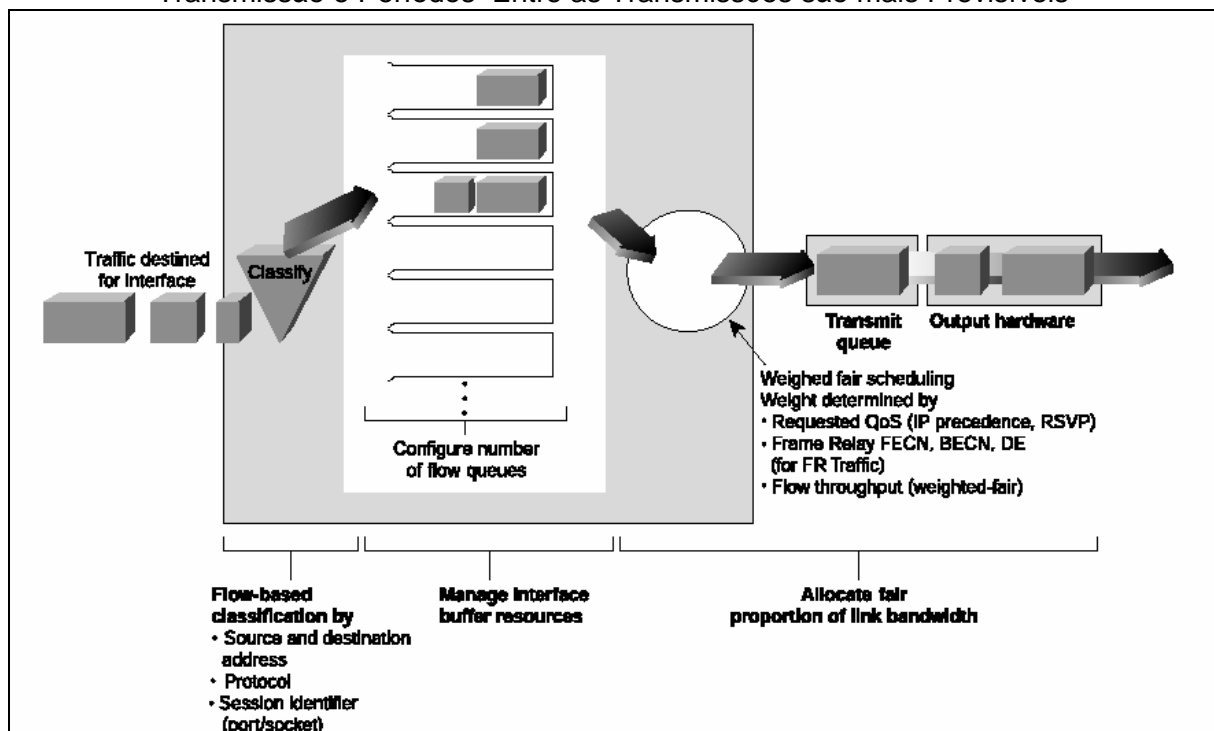 Transmissão e Períodos Entre as Transmissões são mais Previsíveis
Traffic destined
for interface
Classify
Configure number
of flow queues
Transmit
queue
Output hardware
Weighed fair scheduling
Weight determined by
• Requested QoS (IP precedence, RSVP)
• Frame Relay FECN, BECN, DE
(for FR Traffic)
• Flow throughput (weighted-fair)
Flow-based
classification by
• Source and destination
address
• Protocol
• Session identifier
(port/socket)
Manage interface
buffer resources
Allocate fair
proportion of link bandwidth